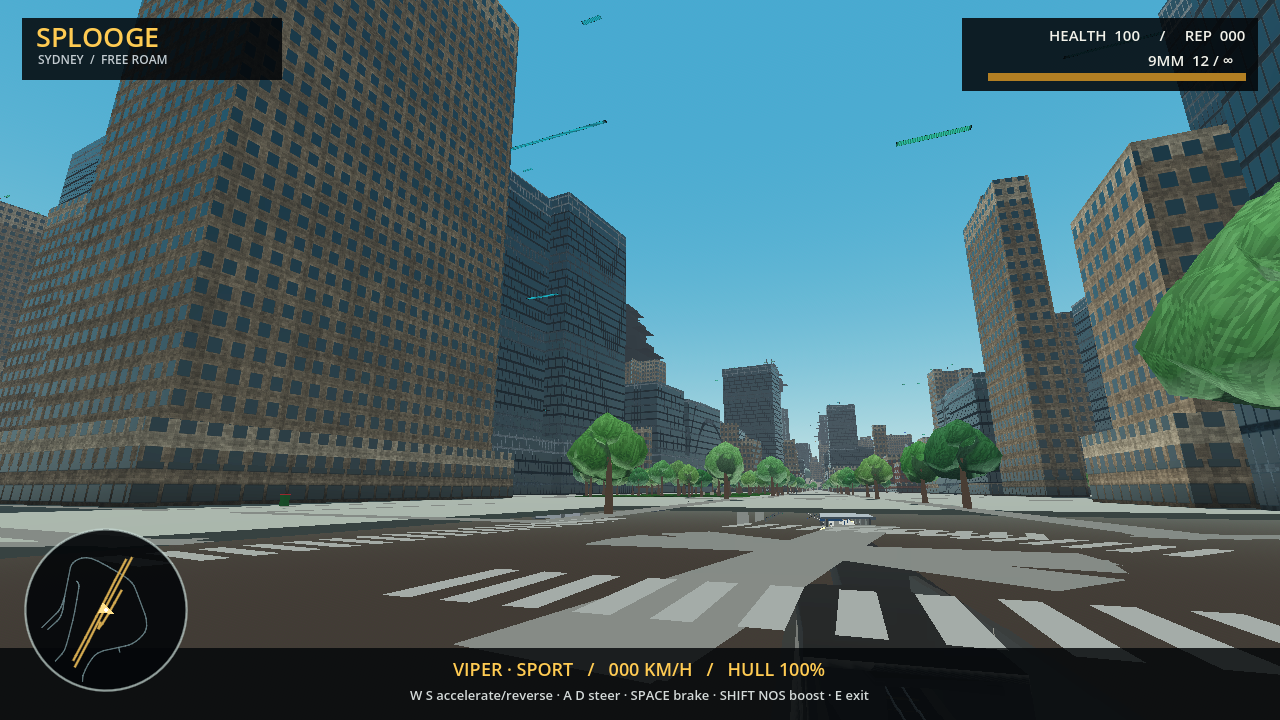 SPLOOGE
SYDNEY / FREE ROAM
HEALTH 100 / REP 000
9MM 12 / ∞
VIPER · SPORT / 000 KM/H / HULL 100%
W S accelerate/reverse · A D steer · SPACE brake · SHIFT NOS boost · E exit